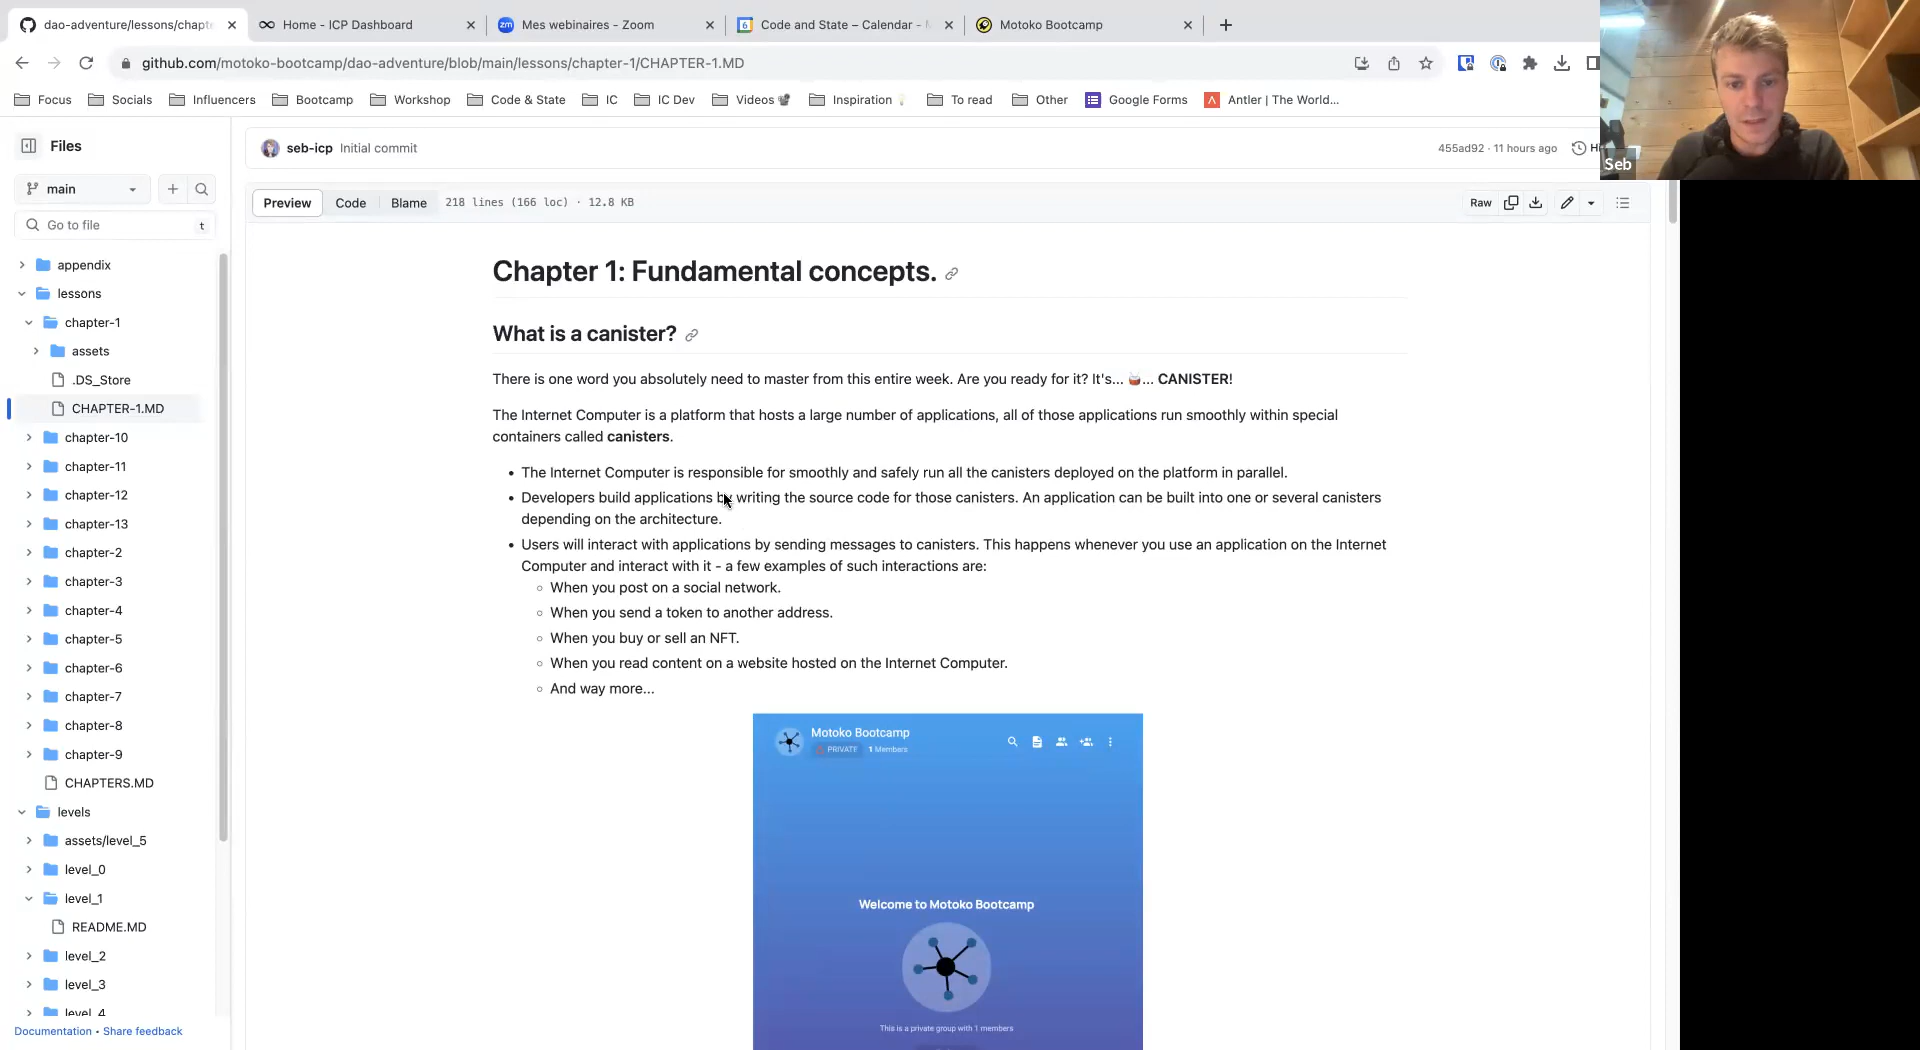 dao-adventure/lessons/chapt
Home - ICP Dashboard
zm Mes webinaires - Zoom
Code and State – Calendar -
Motoko Bootcamp
github.com/motoko-bootcamp/dao-adventure/blob/main/lessons/chapter-1/CHAPTER-1.MD
Focus Socials Influencers Bootcamp Workshop Code & State IC IC Dev Videos📽 Inspiration💡 To read Other Google Forms Antler | The World...
Seb
Files
main
Go to file t
appendix
lessons
chapter-1
assets
.DS_Store
CHAPTER-1.MD
chapter-10
chapter-11
chapter-12
chapter-13
chapter-2
chapter-3
chapter-4
chapter-5
chapter-6
chapter-7
chapter-8
chapter-9
CHAPTERS.MD
levels
assets/level_5
level_0
level_1
README.MD
level_2
level_3
level_4
Documentation • Share feedback
seb-icp Initial commit
455ad92 · 11 hours ago
Preview Code Blame 218 lines (166 loc) · 12.8 KB Raw
Chapter 1: Fundamental concepts.
What is a canister?
There is one word you absolutely need to master from this entire week. Are you ready for it? It's... 🥁... CANISTER!
The Internet Computer is a platform that hosts a large number of applications, all of those applications run smoothly within special
containers called canisters.
• The Internet Computer is responsible for smoothly and safely run all the canisters deployed on the platform in parallel.
• Developers build applications by writing the source code for those canisters. An application can be built into one or several canisters
depending on the architecture.
• Users will interact with applications by sending messages to canisters. This happens whenever you use an application on the Internet
Computer and interact with it - a few examples of such interactions are:
◦ When you post on a social network.
◦ When you send a token to another address.
◦ When you buy or sell an NFT.
◦ When you read content on a website hosted on the Internet Computer.
◦ And way more...
Motoko Bootcamp
PRIVATE 1 Members
Welcome to Motoko Bootcamp
This is a private group with 1 members